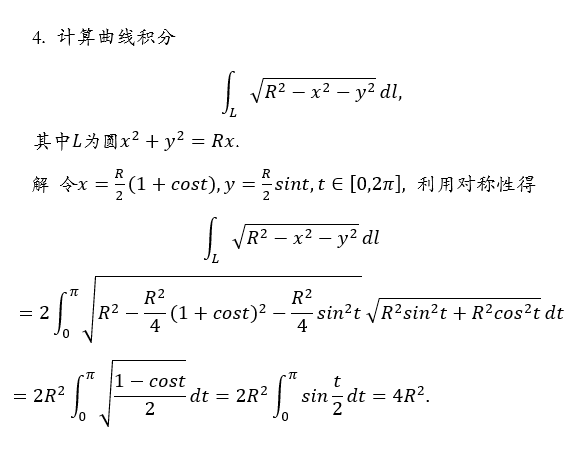 4. 计算曲线积分
∫_L √(R² − x² − y²) dl,
其中L为圆x² + y² = Rx.
解 令x = R/2 (1 + cost), y = R/2 sint, t ∈ [0,2π], 利用对称性得
∫_L √(R² − x² − y²) dl
= 2 ∫_0^π √(R² − R²/4 (1 + cost)² − R²/4 sin²t) √(R²sin²t + R²cos²t) dt
= 2R² ∫_0^π √((1 − cost)/2) dt = 2R² ∫_0^π sin t/2 dt = 4R².